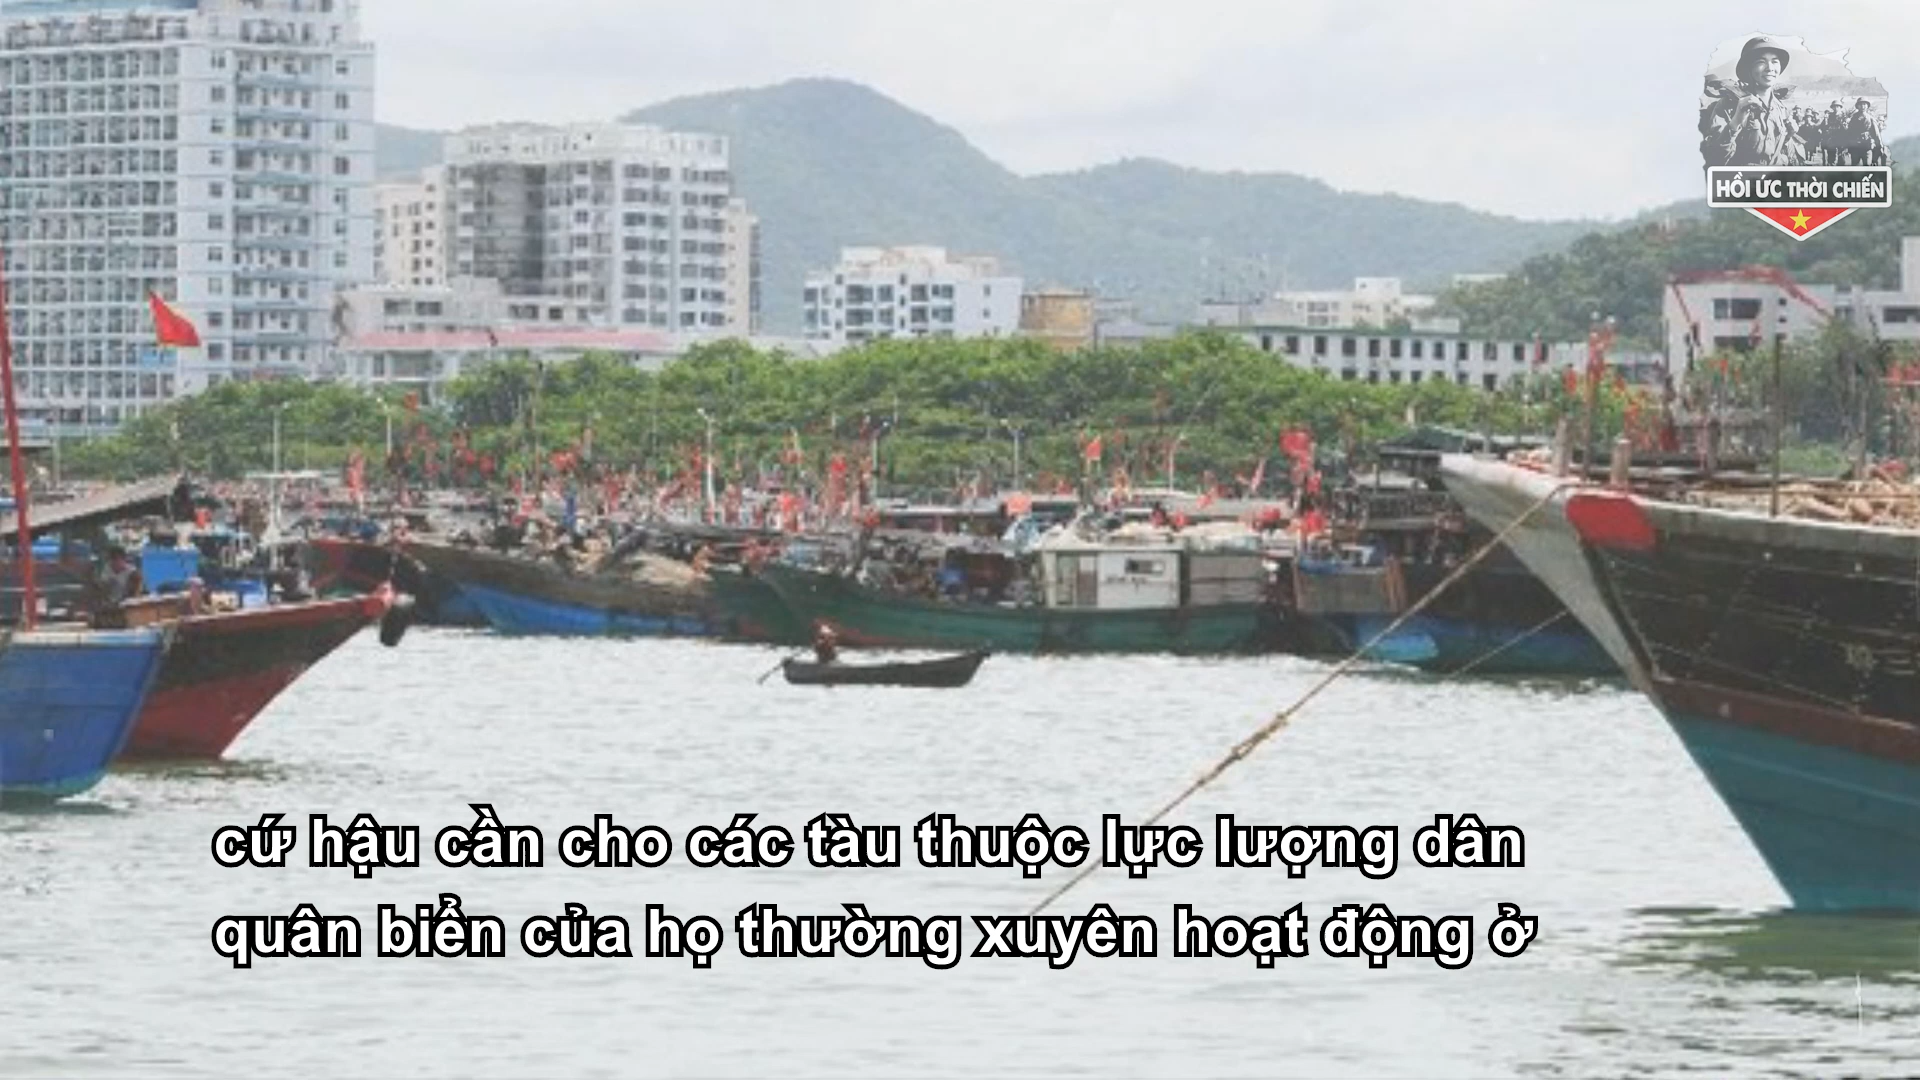 HỒI ỨC THỜI CHIẾN
cứ hậu cần cho các tàu thuộc lực lượng dân
quân biển của họ thường xuyên hoạt động ở